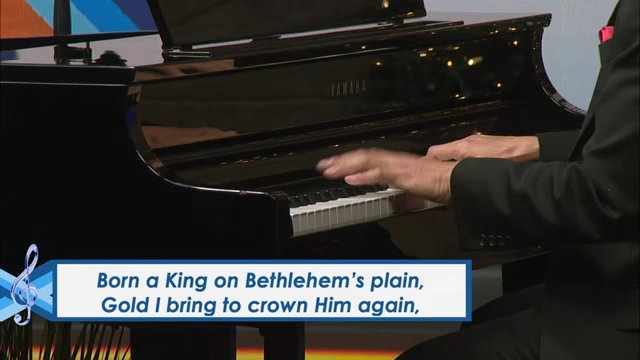 YAMAHA
Born a King on Bethlehem's plain,
Gold I bring to crown Him again,